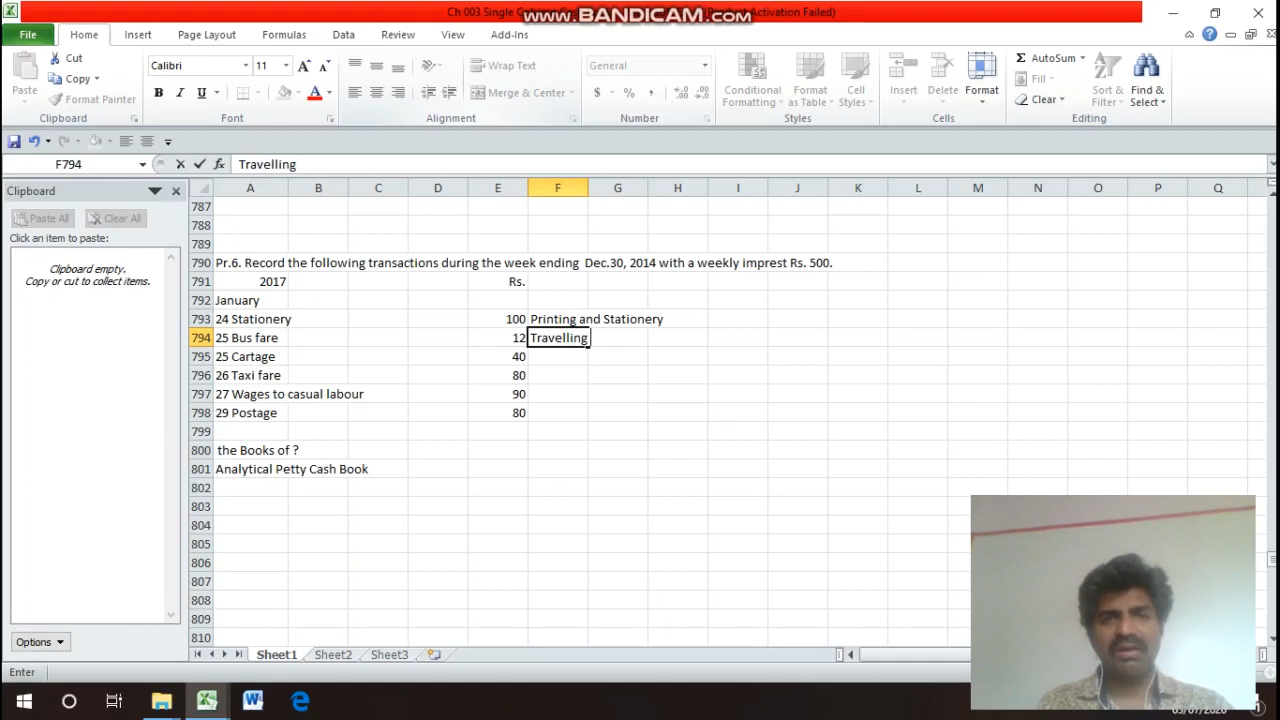 Ch 003 Single Column
Product Activation Failed)
www.BANDICAM.com
File Home Insert Page Layout Formulas Data Review View Add-Ins
Cut
Calibri 11 Wrap Text General AutoSum
Copy Fill
Paste Format Painter B I U A Merge & Center $ % , Conditional Formatting Format as Table Cell Styles Insert Delete Format Clear Sort & Filter Find & Select
Clipboard Font Alignment Number Styles Cells Editing
F794 fx Travelling
Clipboard
Paste All Clear All
Click an item to paste:
Clipboard empty.
Copy or cut to collect items.
Options
A B C D E F G H I J K L M N O P Q
787
788
789
790 Pr.6. Record the following transactions during the week ending Dec.30, 2014 with a weekly imprest Rs. 500.
791 2017 Rs.
792 January
793 24 Stationery 100 Printing and Stationery
794 25 Bus fare 12 Travelling
795 25 Cartage 40
796 26 Taxi fare 80
797 27 Wages to casual labour 90
798 29 Postage 80
799
800 the Books of ?
801 Analytical Petty Cash Book
802
803
804
805
806
807
808
809
810
Sheet1 Sheet2 Sheet3
Enter